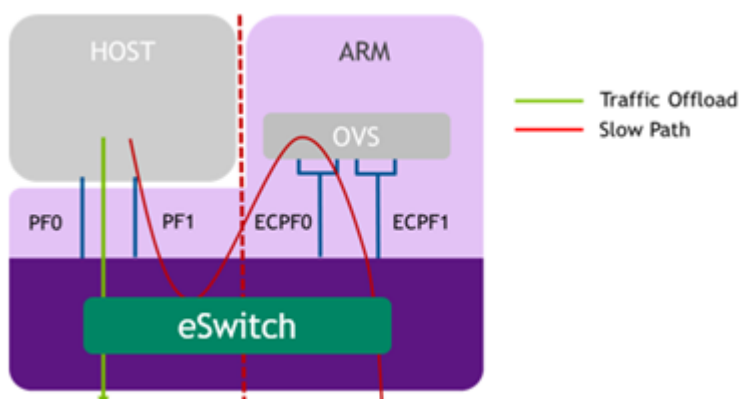 HOST
ARM
Traffic Offload
Slow Path
OVS
PF0
PF1
ECPF0
ECPF1
eSwitch